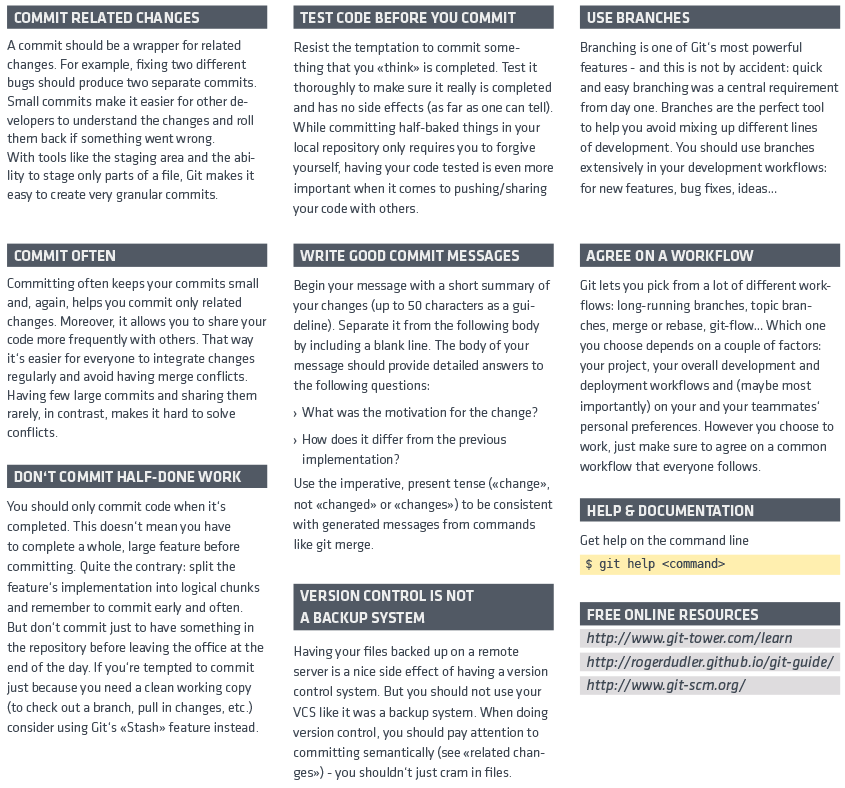 COMMIT RELATED CHANGES
A commit should be a wrapper for related
changes. For example, fixing two different
bugs should produce two separate commits.
Small commits make it easier for other de-
velopers to understand the changes and roll
them back if something went wrong.
With tools like the staging area and the abi-
lity to stage only parts of a file, Git makes it
easy to create very granular commits.
COMMIT OFTEN
Committing often keeps your commits small
and, again, helps you commit only related
changes. Moreover, it allows you to share your
code more frequently with others. That way
it's easier for everyone to integrate changes
regularly and avoid having merge conflicts.
Having few large commits and sharing them
rarely, in contrast, makes it hard to solve
conflicts.
DON'T COMMIT HALF-DONE WORK
You should only commit code when it's
completed. This doesn't mean you have
to complete a whole, large feature before
committing. Quite the contrary: split the
feature's implementation into logical chunks
and remember to commit early and often.
But don't commit just to have something in
the repository before leaving the office at the
end of the day. If you're tempted to commit
just because you need a clean working copy
(to check out a branch, pull in changes, etc.)
consider using Git's «Stash» feature instead.
TEST CODE BEFORE YOU COMMIT
Resist the temptation to commit some-
thing that you «think» is completed. Test it
thoroughly to make sure it really is completed
and has no side effects (as far as one can tell).
While committing half-baked things in your
local repository only requires you to forgive
yourself, having your code tested is even more
important when it comes to pushing/sharing
your code with others.
WRITE GOOD COMMIT MESSAGES
Begin your message with a short summary of
your changes (up to 50 characters as a gui-
deline). Separate it from the following body
by including a blank line. The body of your
message should provide detailed answers to
the following questions:
› What was the motivation for the change?
› How does it differ from the previous
implementation?
Use the imperative, present tense («change»,
not «changed» or «changes») to be consistent
with generated messages from commands
like git merge.
VERSION CONTROL IS NOT
A BACKUP SYSTEM
Having your files backed up on a remote
server is a nice side effect of having a version
control system. But you should not use your
VCS like it was a backup system. When doing
version control, you should pay attention to
committing semantically (see «related chan-
ges») - you shouldn't just cram in files.
USE BRANCHES
Branching is one of Git's most powerful
features - and this is not by accident: quick
and easy branching was a central requirement
from day one. Branches are the perfect tool
to help you avoid mixing up different lines
of development. You should use branches
extensively in your development workflows:
for new features, bug fixes, ideas...
AGREE ON A WORKFLOW
Git lets you pick from a lot of different work-
flows: long-running branches, topic bran-
ches, merge or rebase, git-flow... Which one
you choose depends on a couple of factors:
your project, your overall development and
deployment workflows and (maybe most
importantly) on your and your teammates'
personal preferences. However you choose to
work, just make sure to agree on a common
workflow that everyone follows.
HELP & DOCUMENTATION
Get help on the command line
$ git help <command>
FREE ONLINE RESOURCES
http://www.git-tower.com/learn
http://rogerdudler.github.io/git-guide/
http://www.git-scm.org/